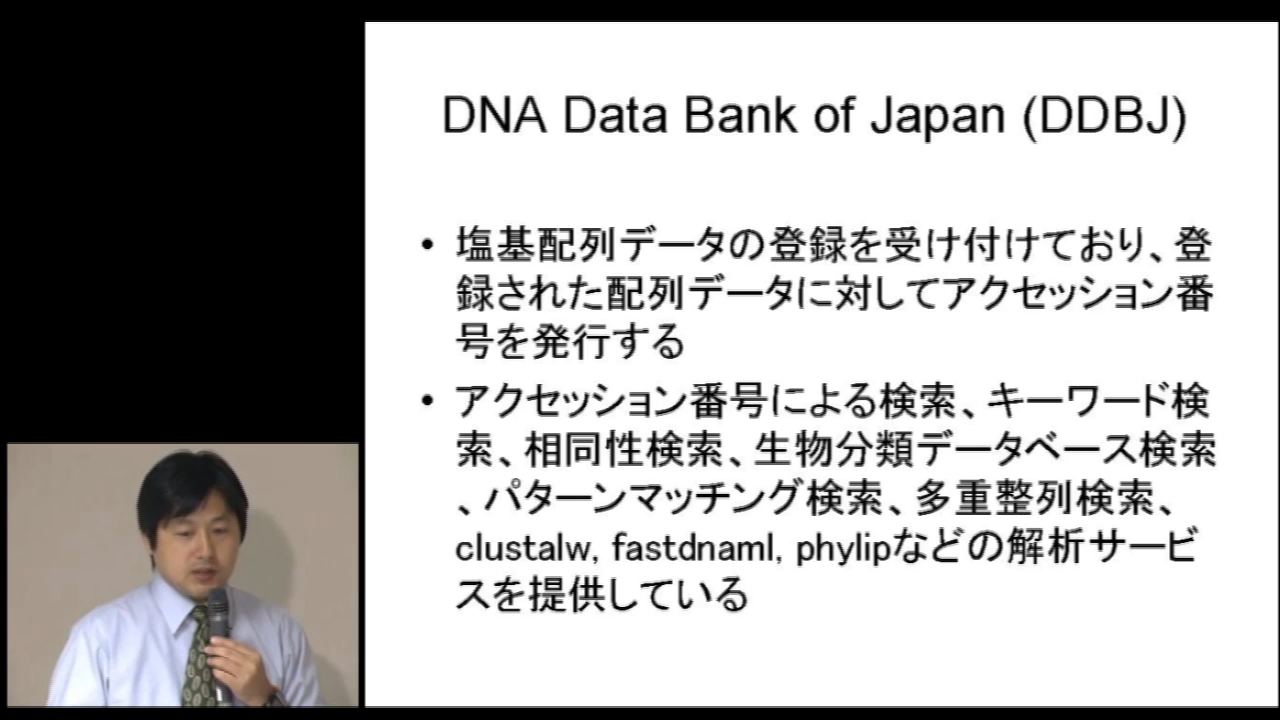 DNA Data Bank of Japan (DDBJ)
• 塩基配列データの登録を受け付けており、登
録された配列データに対してアクセッション番
号を発行する
• アクセッション番号による検索、キーワード検
索、相同性検索、生物分類データベース検索
、パターンマッチング検索、多重整列検索、
clustalw, fastdnaml, phylipなどの解析サービ
スを提供している